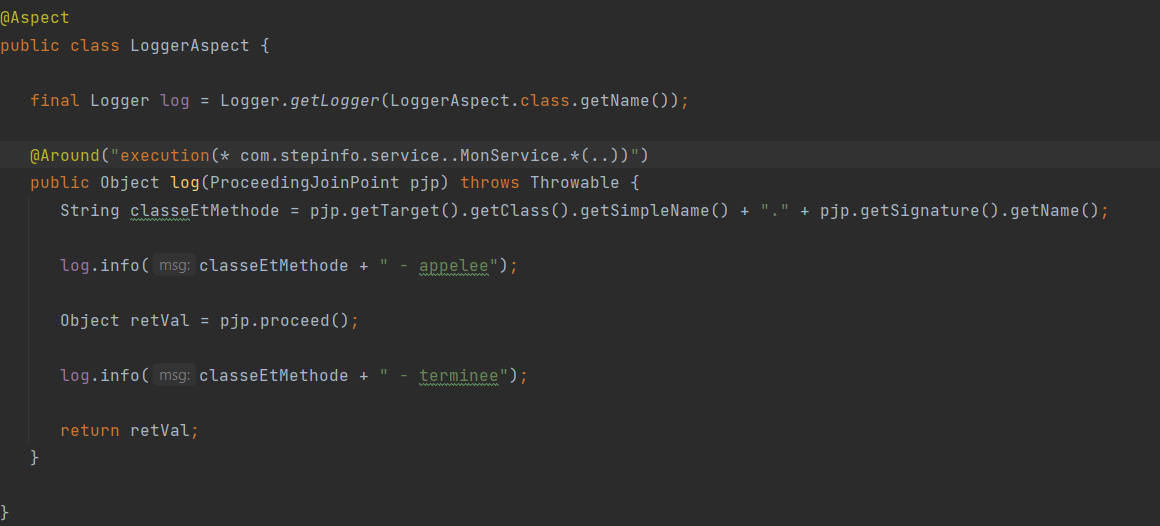 @Aspect
public class LoggerAspect {
final Logger log = Logger.getLogger(LoggerAspect.class.getName());
@Around("execution(* com.stepinfo.service..MonService.*(..))")
public Object log(ProceedingJoinPoint pjp) throws Throwable {
String classeEtMethode = pjp.getTarget().getClass().getSimpleName() + "." + pjp.getSignature().getName();
log.info( msg: classeEtMethode + " - appelee");
Object retVal = pjp.proceed();
log.info( msg: classeEtMethode + " - terminee");
return retVal;
}
}